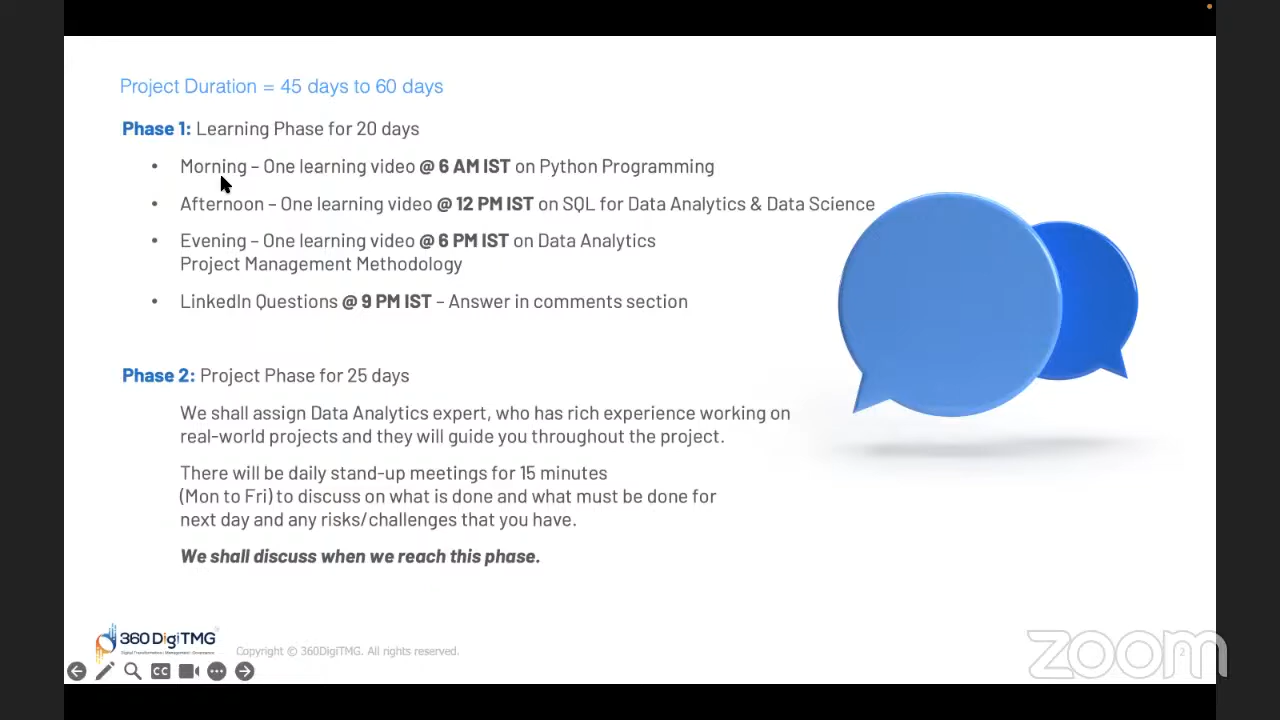 Project Duration = 45 days to 60 days
Phase 1: Learning Phase for 20 days
• Morning – One learning video @ 6 AM IST on Python Programming
• Afternoon – One learning video @ 12 PM IST on SQL for Data Analytics & Data Science
• Evening – One learning video @ 6 PM IST on Data Analytics
Project Management Methodology
• LinkedIn Questions @ 9 PM IST – Answer in comments section
Phase 2: Project Phase for 25 days
We shall assign Data Analytics expert, who has rich experience working on
real-world projects and they will guide you throughout the project.
There will be daily stand-up meetings for 15 minutes
(Mon to Fri) to discuss on what is done and what must be done for
next day and any risks/challenges that you have.
We shall discuss when we reach this phase.
360DigiTMG
Copyright © 360DigiTMG. All rights reserved.
CC
zoom
2